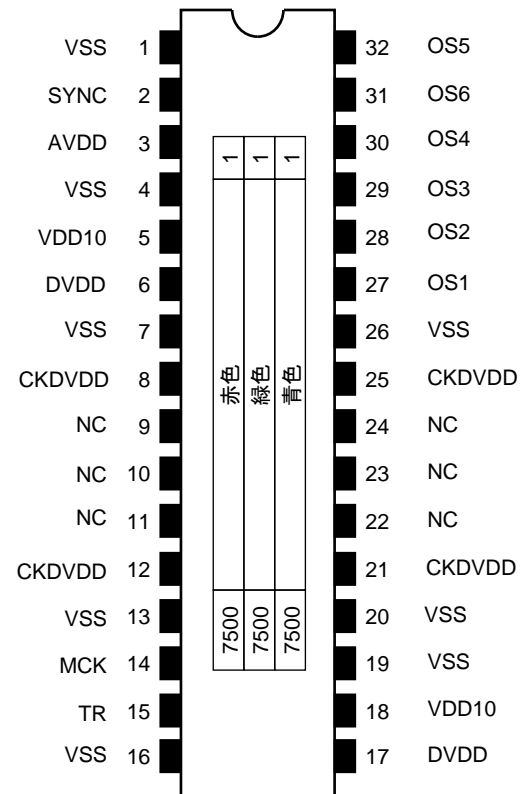 VSS 1
SYNC 2
AVDD 3
VSS 4
VDD10 5
DVDD 6
VSS 7
CKDVDD 8
NC 9
NC 10
NC 11
CKDVDD 12
VSS 13
MCK 14
TR 15
VSS 16
1 赤色 7500
1 緑色 7500
1 青色 7500
32 OS5
31 OS6
30 OS4
29 OS3
28 OS2
27 OS1
26 VSS
25 CKDVDD
24 NC
23 NC
22 NC
21 CKDVDD
20 VSS
19 VSS
18 VDD10
17 DVDD